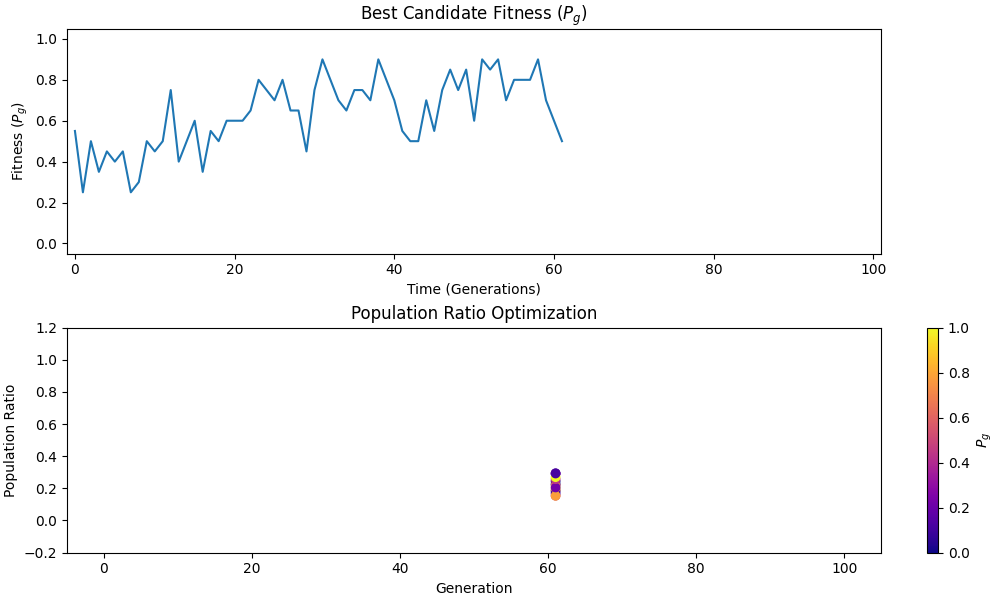 Best Candidate Fitness (P_g)
1.0
0.8
0.6
0.4
0.2
0.0
Fitness (P_g)
0 20 40 60 80 100
Time (Generations)
Population Ratio Optimization
1.2
1.0
0.8
0.6
0.4
0.2
0.0
−0.2
Population Ratio
0 20 40 60 80 100
Generation
1.0
0.8
0.6
0.4
0.2
0.0
P_g